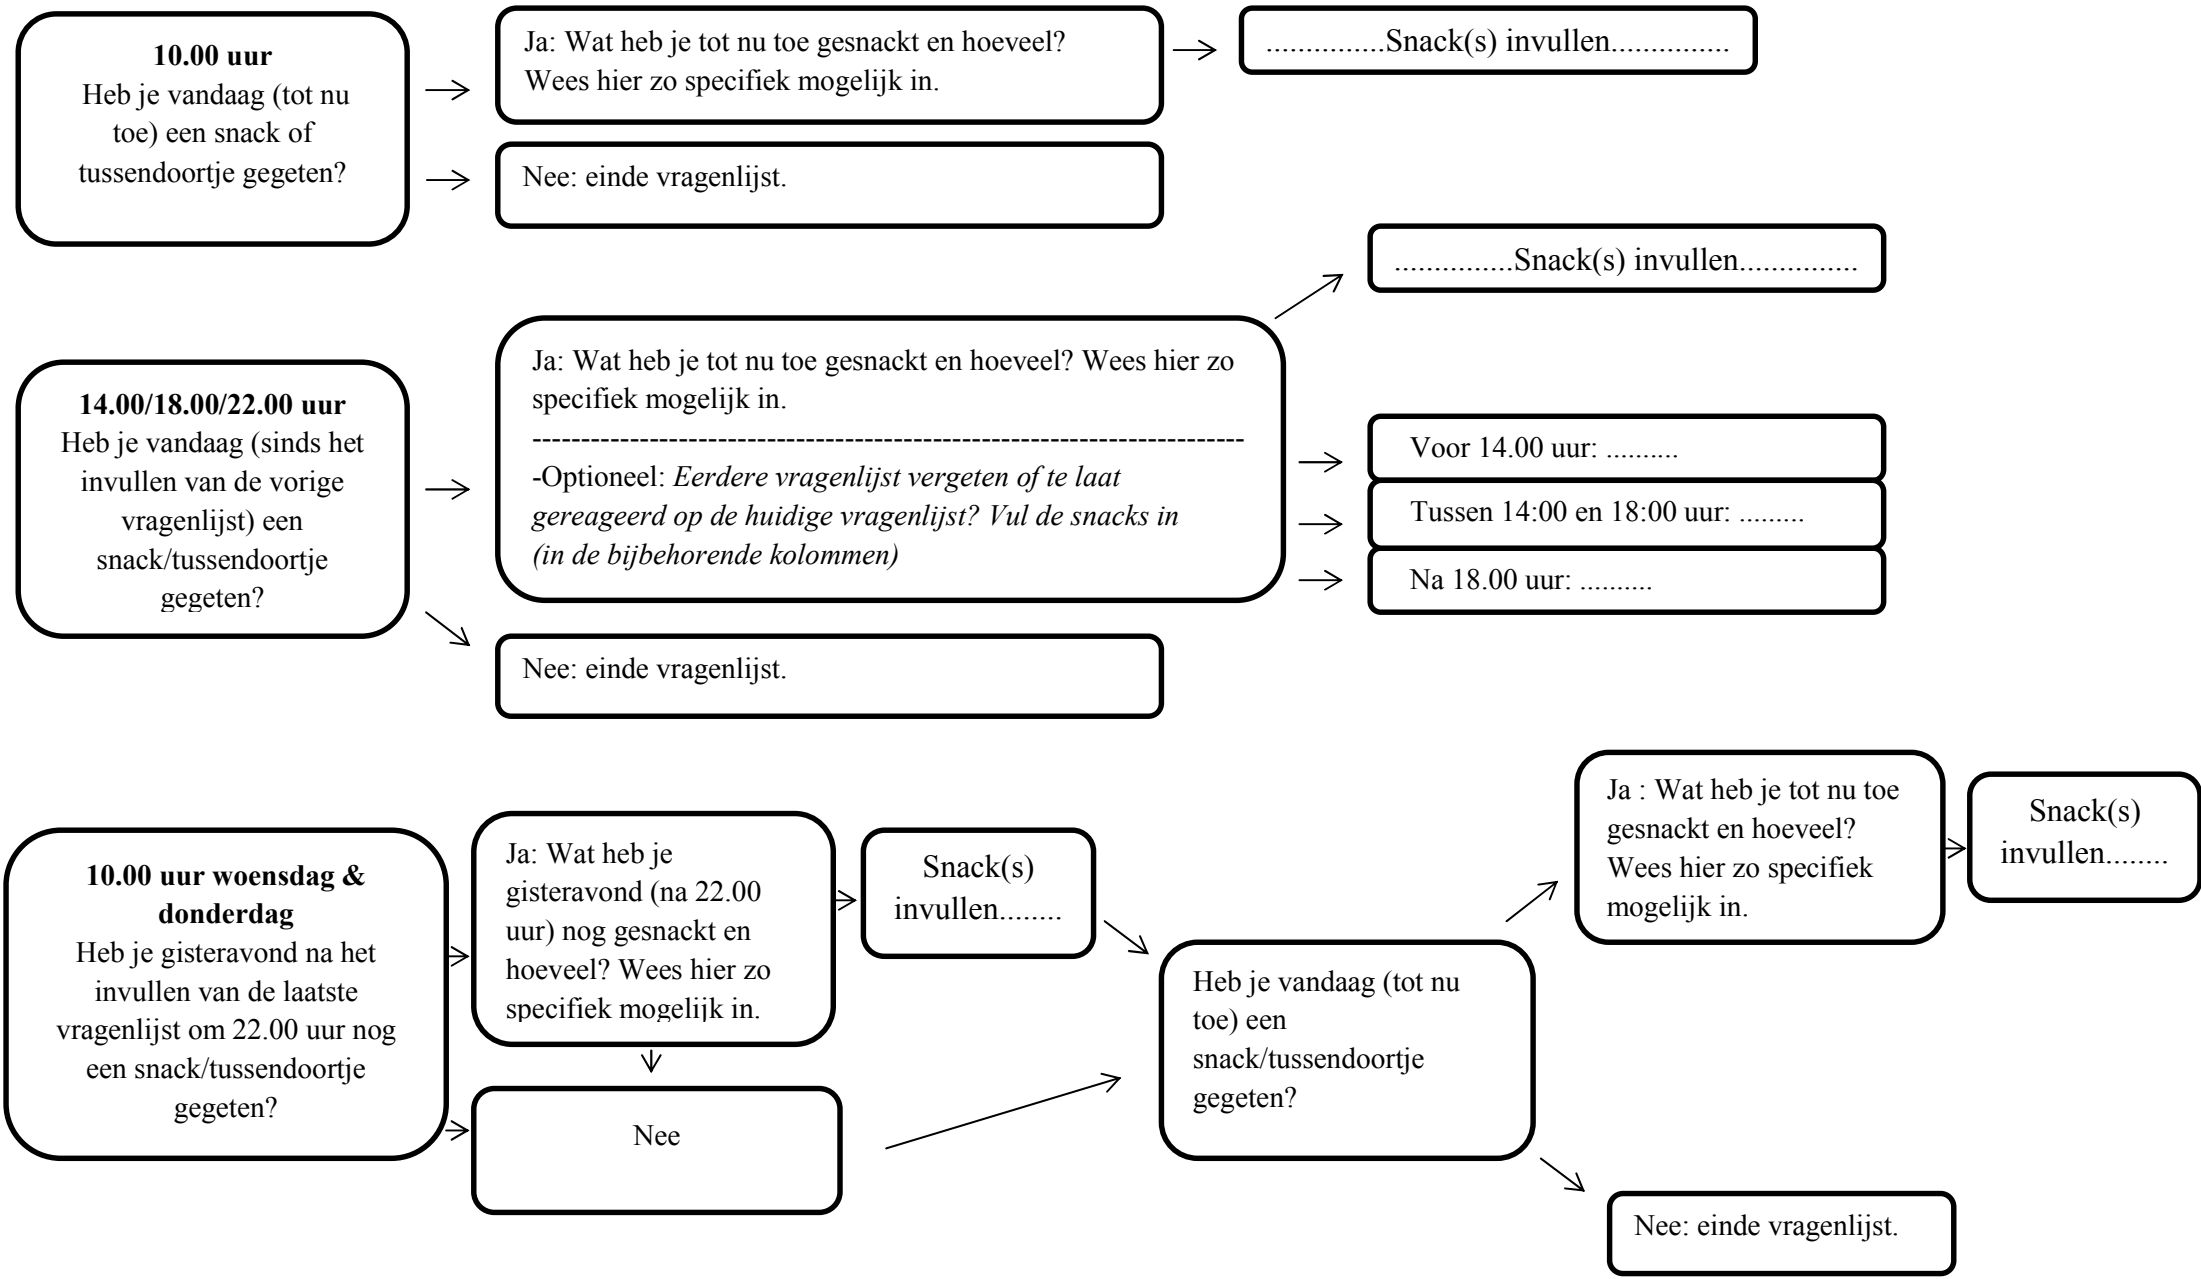 10.00 uur
Heb je vandaag (tot nu
toe) een snack of
tussendoortje gegeten?
Ja: Wat heb je tot nu toe gesnackt en hoeveel?
Wees hier zo specifiek mogelijk in.
...............Snack(s) invullen...............
Nee: einde vragenlijst.
14.00/18.00/22.00 uur
Heb je vandaag (sinds het
invullen van de vorige
vragenlijst) een
snack/tussendoortje
gegeten?
Ja: Wat heb je tot nu toe gesnackt en hoeveel? Wees hier zo
specifiek mogelijk in.
-------------------------------------------------------------------------
-Optioneel: Eerdere vragenlijst vergeten of te laat
gereageerd op de huidige vragenlijst? Vul de snacks in
(in de bijbehorende kolommen)
...............Snack(s) invullen...............
Voor 14.00 uur: ..........
Tussen 14:00 en 18:00 uur: .........
Na 18.00 uur: ..........
Nee: einde vragenlijst.
10.00 uur woensdag &
donderdag
Heb je gisteravond na het
invullen van de laatste
vragenlijst om 22.00 uur nog
een snack/tussendoortje
gegeten?
Ja: Wat heb je
gisteravond (na 22.00
uur) nog gesnackt en
hoeveel? Wees hier zo
specifiek mogelijk in.
Snack(s)
invullen........
Nee
Heb je vandaag (tot nu
toe) een
snack/tussendoortje
gegeten?
Ja : Wat heb je tot nu toe
gesnackt en hoeveel?
Wees hier zo specifiek
mogelijk in.
Snack(s)
invullen........
Nee: einde vragenlijst.